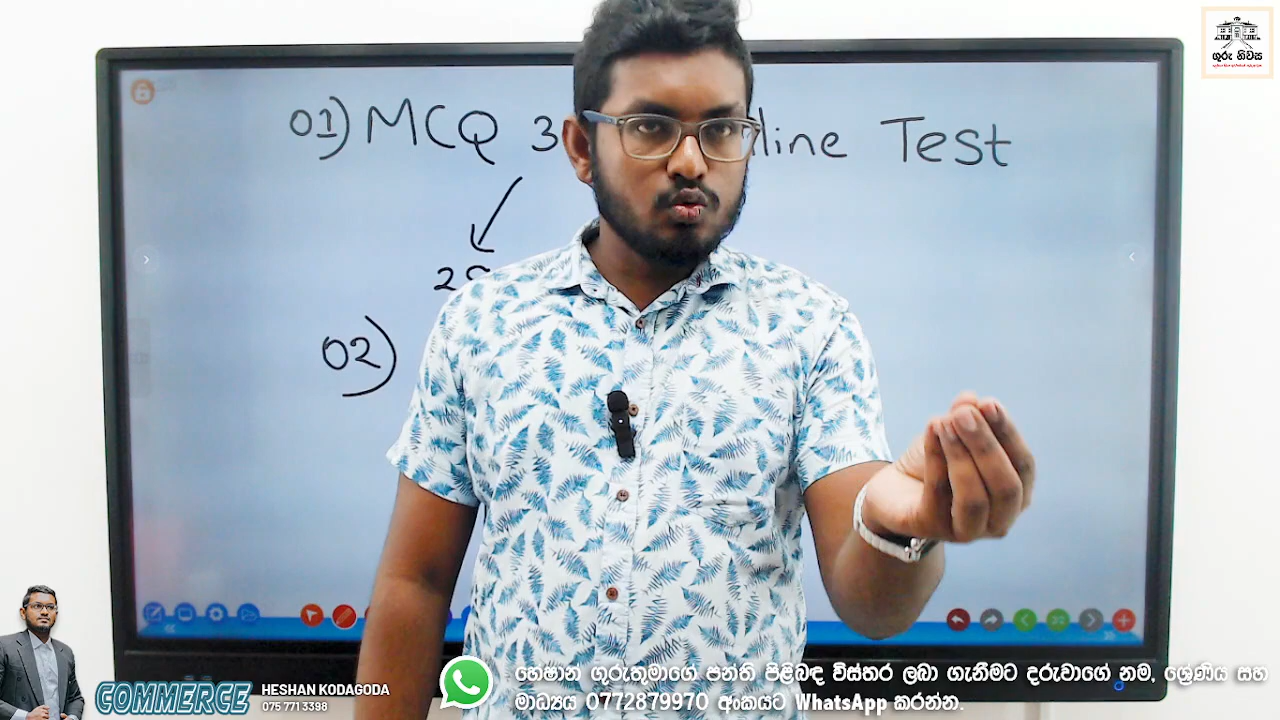 ගුරු නිවස
01) MCQ 3 line Test
02)
හේෂාන් ගුරුතුමාගේ පන්ති පිළිබඳ විස්තර ලබා ගැනීමට දරුවාගේ නම, ශ්‍රේණිය සහ
මාධ්‍යය 0772879970 අංකයට WhatsApp කරන්න.
COMMERCE
HESHAN KODAGODA
075 771 3398